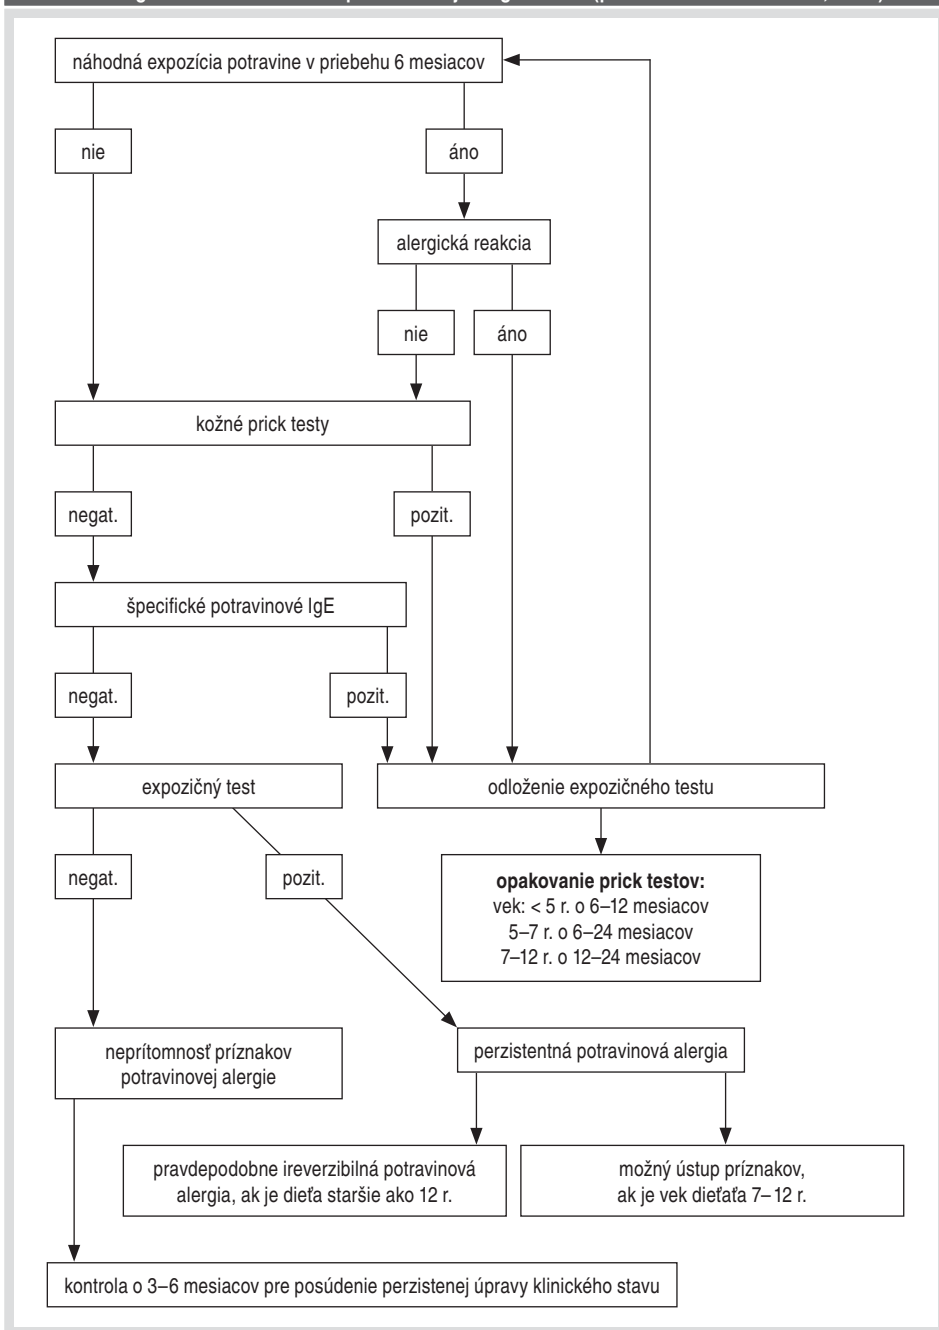 náhodná expozícia potravine v priebehu 6 mesiacov
nie
áno
alergická reakcia
nie
áno
kožné prick testy
negat.
pozit.
špecifické potravinové IgE
negat.
pozit.
expozičný test
odloženie expozičného testu
negat.
pozit.
opakovanie prick testov:
vek: < 5 r. o 6–12 mesiacov
5–7 r. o 6–24 mesiacov
7–12 r. o 12–24 mesiacov
neprítomnosť príznakov
potravinovej alergie
perzistentná potravinová alergia
pravdepodobne ireverzibilná potravinová
alergia, ak je dieťa staršie ako 12 r.
možný ústup príznakov,
ak je vek dieťaťa 7–12 r.
kontrola o 3–6 mesiacov pre posúdenie perzistenej úpravy klinického stavu